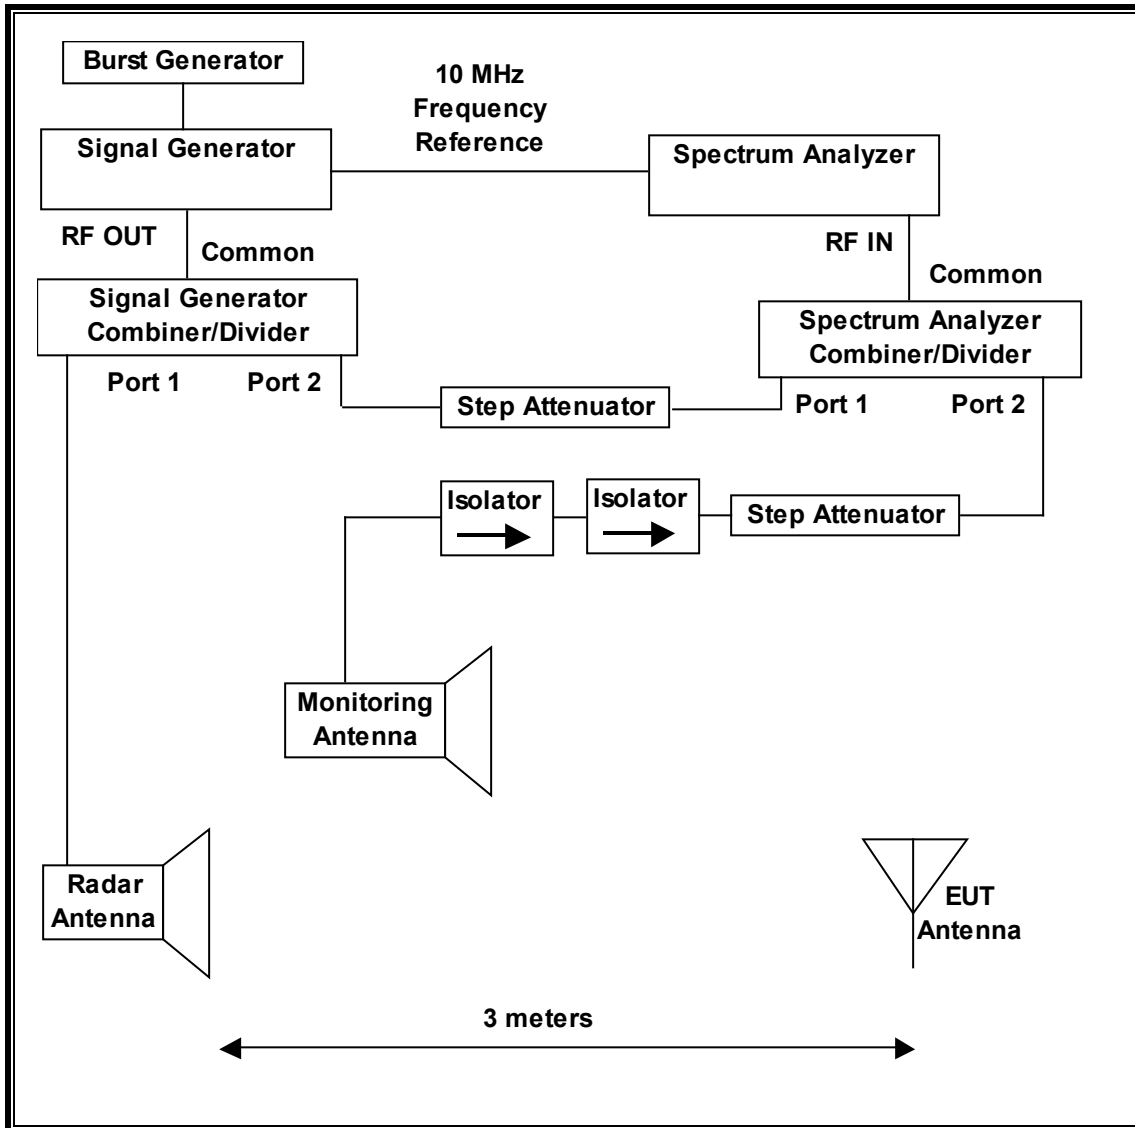 Burst Generator
10 MHz
Frequency
Reference
Signal Generator
Spectrum Analyzer
RF OUT
Common
RF IN
Common
Signal Generator
Combiner/Divider
Spectrum Analyzer
Combiner/Divider
Port 1
Port 2
Step Attenuator
Port 1
Port 2
Isolator
Isolator
Step Attenuator
Monitoring
Antenna
Radar
Antenna
EUT
Antenna
3 meters